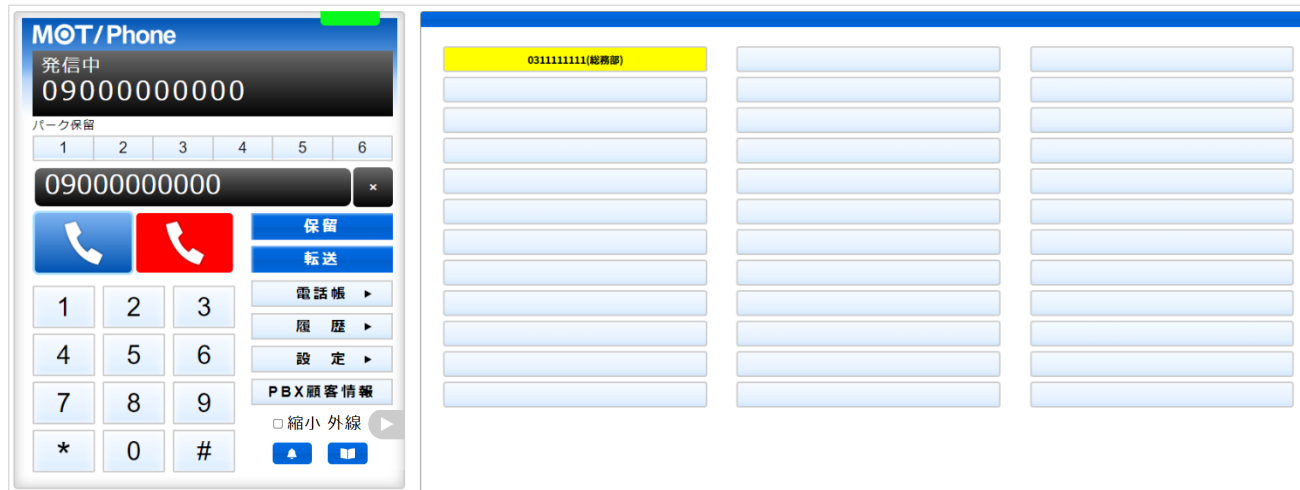 MOT/Phone
発信中
09000000000
パーク保留
1 2 3 4 5 6
09000000000 ×
保留
転送
電話帳 ▶
履 歴 ▶
設 定 ▶
PBX顧客情報
縮小 外線
1 2 3
4 5 6
7 8 9
* 0 #
0311111111(総務部)